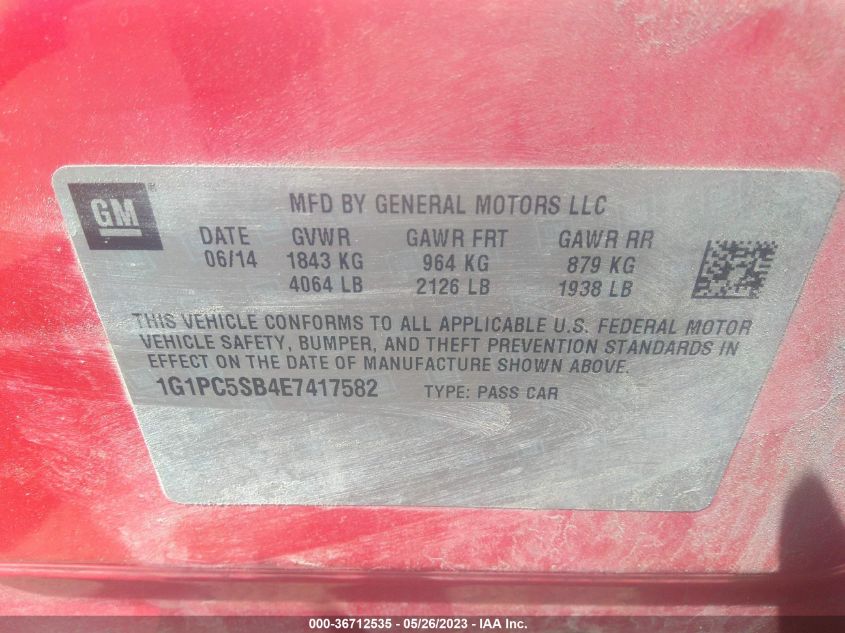 GM
MFD BY GENERAL MOTORS LLC
DATE GVWR GAWR FRT GAWR RR
06/14 1843 KG 964 KG 879 KG
4064 LB 2126 LB 1938 LB
THIS VEHICLE CONFORMS TO ALL APPLICABLE U.S. FEDERAL MOTOR
VEHICLE SAFETY, BUMPER, AND THEFT PREVENTION STANDARDS IN
EFFECT ON THE DATE OF MANUFACTURE SHOWN ABOVE.
1G1PC5SB4E7417582 TYPE: PASS CAR
000-36712535 - 05/26/2023 - IAA Inc.